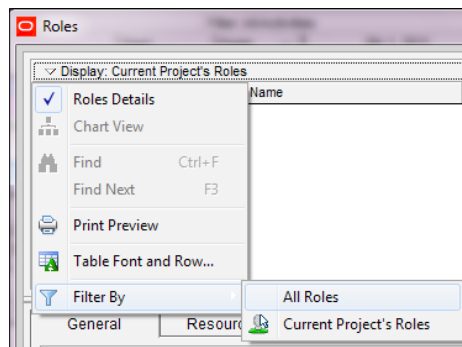 Roles
Display: Current Project's Roles
Name
Roles Details
Chart View
Find Ctrl+F
Find Next F3
Print Preview
Table Font and Row...
Filter By
All Roles
Current Project's Roles
General Resourc